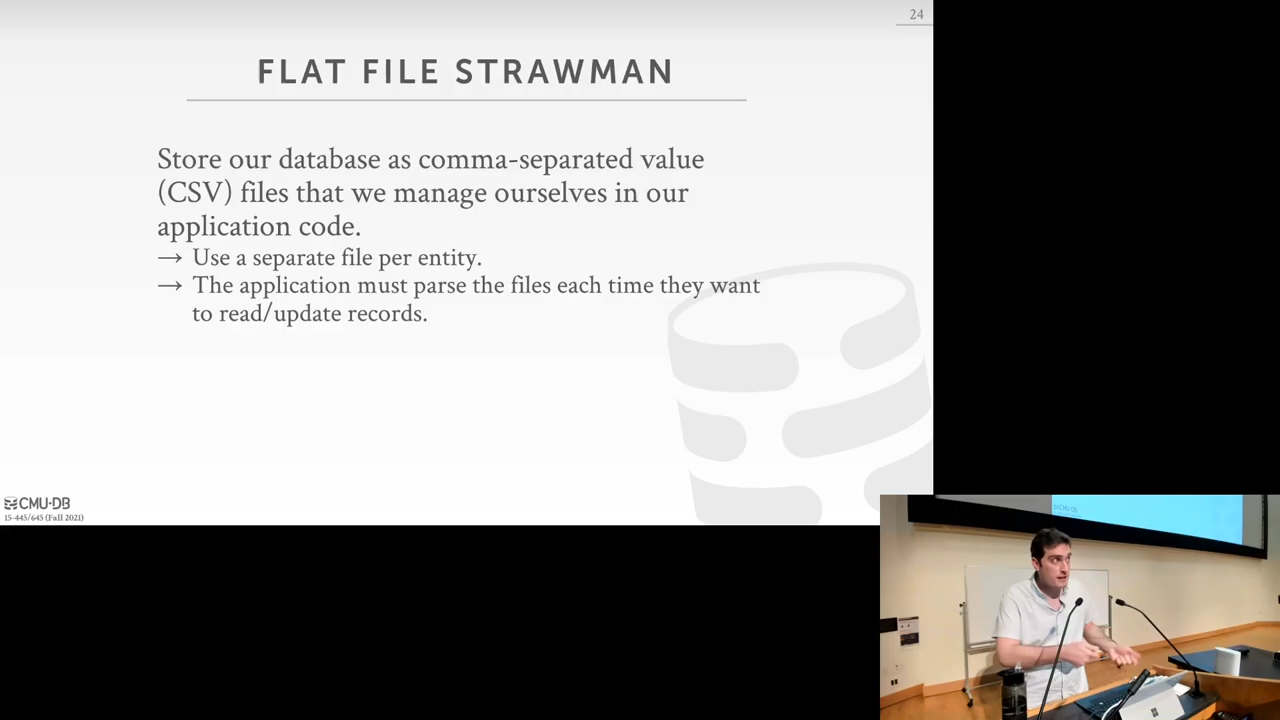 24
FLAT FILE STRAWMAN
Store our database as comma-separated value
(CSV) files that we manage ourselves in our
application code.
→ Use a separate file per entity.
→ The application must parse the files each time they want
to read/update records.
CMU·DB
15-445/645 (Fall 2021)